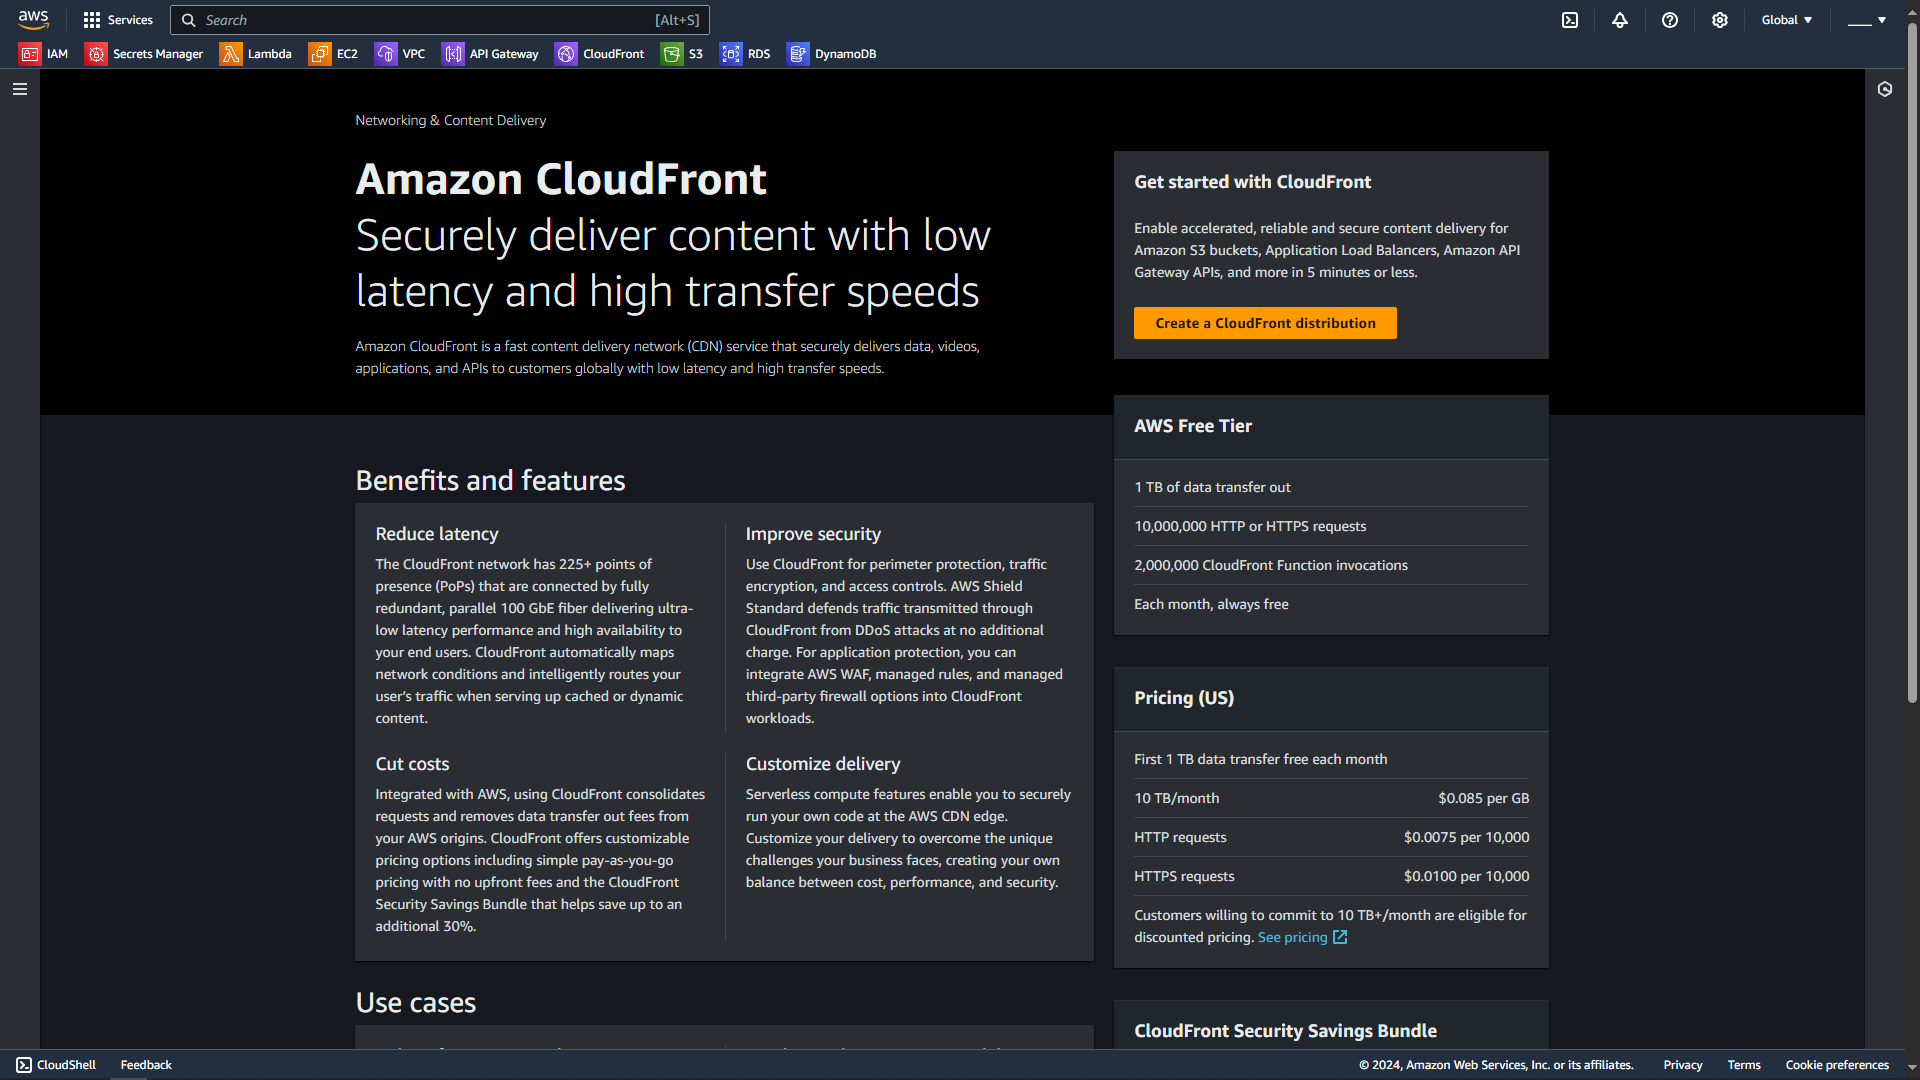 aws
Services
Search
[Alt+S]
Global
IAM
Secrets Manager
Lambda
EC2
VPC
API Gateway
CloudFront
S3
RDS
DynamoDB
Networking & Content Delivery
Amazon CloudFront
Securely deliver content with low
latency and high transfer speeds
Amazon CloudFront is a fast content delivery network (CDN) service that securely delivers data, videos,
applications, and APIs to customers globally with low latency and high transfer speeds.
Get started with CloudFront
Enable accelerated, reliable and secure content delivery for
Amazon S3 buckets, Application Load Balancers, Amazon API
Gateway APIs, and more in 5 minutes or less.
Create a CloudFront distribution
AWS Free Tier
1 TB of data transfer out
10,000,000 HTTP or HTTPS requests
2,000,000 CloudFront Function invocations
Each month, always free
Benefits and features
Reduce latency
The CloudFront network has 225+ points of
presence (PoPs) that are connected by fully
redundant, parallel 100 GbE fiber delivering ultra-
low latency performance and high availability to
your end users. CloudFront automatically maps
network conditions and intelligently routes your
user's traffic when serving up cached or dynamic
content.
Improve security
Use CloudFront for perimeter protection, traffic
encryption, and access controls. AWS Shield
Standard defends traffic transmitted through
CloudFront from DDoS attacks at no additional
charge. For application protection, you can
integrate AWS WAF, managed rules, and managed
third-party firewall options into CloudFront
workloads.
Cut costs
Integrated with AWS, using CloudFront consolidates
requests and removes data transfer out fees from
your AWS origins. CloudFront offers customizable
pricing options including simple pay-as-you-go
pricing with no upfront fees and the CloudFront
Security Savings Bundle that helps save up to an
additional 30%.
Customize delivery
Serverless compute features enable you to securely
run your own code at the AWS CDN edge.
Customize your delivery to overcome the unique
challenges your business faces, creating your own
balance between cost, performance, and security.
Pricing (US)
First 1 TB data transfer free each month
10 TB/month $0.085 per GB
HTTP requests $0.0075 per 10,000
HTTPS requests $0.0100 per 10,000
Customers willing to commit to 10 TB+/month are eligible for
discounted pricing. See pricing
Use cases
CloudFront Security Savings Bundle
CloudShell
Feedback
© 2024, Amazon Web Services, Inc. or its affiliates.
Privacy
Terms
Cookie preferences